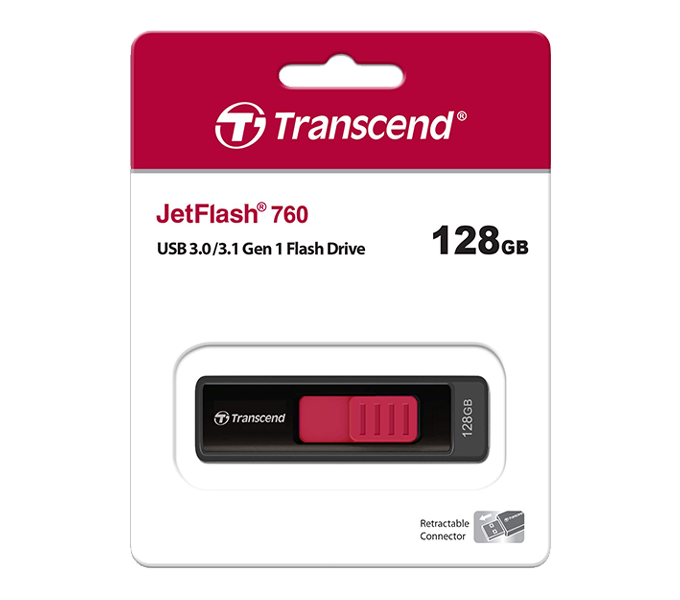 Transcend®
JetFlash® 760
USB 3.0/3.1 Gen 1 Flash Drive
128GB
Transcend
128GB
Retractable
Connector